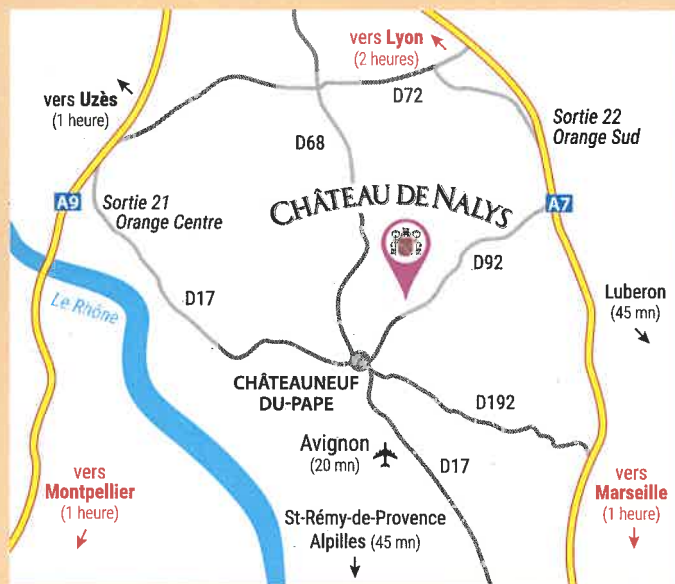 vers Lyon
(2 heures)
vers Uzès
(1 heure)
D72
Sortie 22
Orange Sud
D68
A9
Sortie 21
Orange Centre
CHÂTEAU DE NALYS
A7
D92
Le Rhône
D17
Luberon
(45 mn)
CHÂTEAUNEUF
DU-PAPE
D192
Avignon
(20 mn)
D17
vers
Montpellier
(1 heure)
vers
Marseille
(1 heure)
St-Rémy-de-Provence
Alpilles (45 mn)